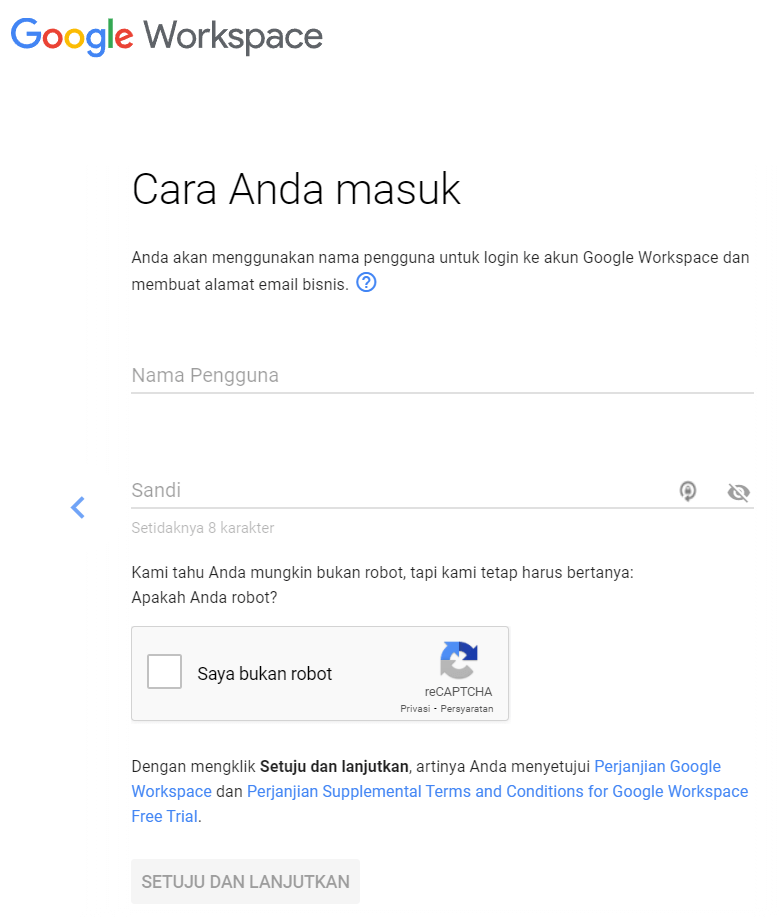 Google Workspace
Cara Anda masuk
Anda akan menggunakan nama pengguna untuk login ke akun Google Workspace dan
membuat alamat email bisnis. ?
Nama Pengguna
Sandi
Setidaknya 8 karakter
Kami tahu Anda mungkin bukan robot, tapi kami tetap harus bertanya:
Apakah Anda robot?
Saya bukan robot
reCAPTCHA
Privasi - Persyaratan
Dengan mengklik Setuju dan lanjutkan, artinya Anda menyetujui Perjanjian Google
Workspace dan Perjanjian Supplemental Terms and Conditions for Google Workspace
Free Trial.
SETUJU DAN LANJUTKAN